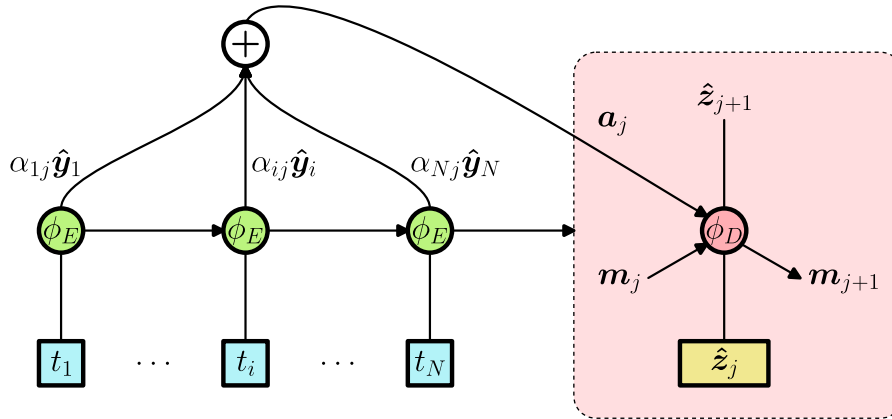 +
ẑ_{j+1}
a_j
α_{1j}ŷ_1
α_{ij}ŷ_i
α_{Nj}ŷ_N
ϕ_E
ϕ_E
ϕ_E
ϕ_D
m_j
m_{j+1}
t_1
···
t_i
···
t_N
ẑ_j